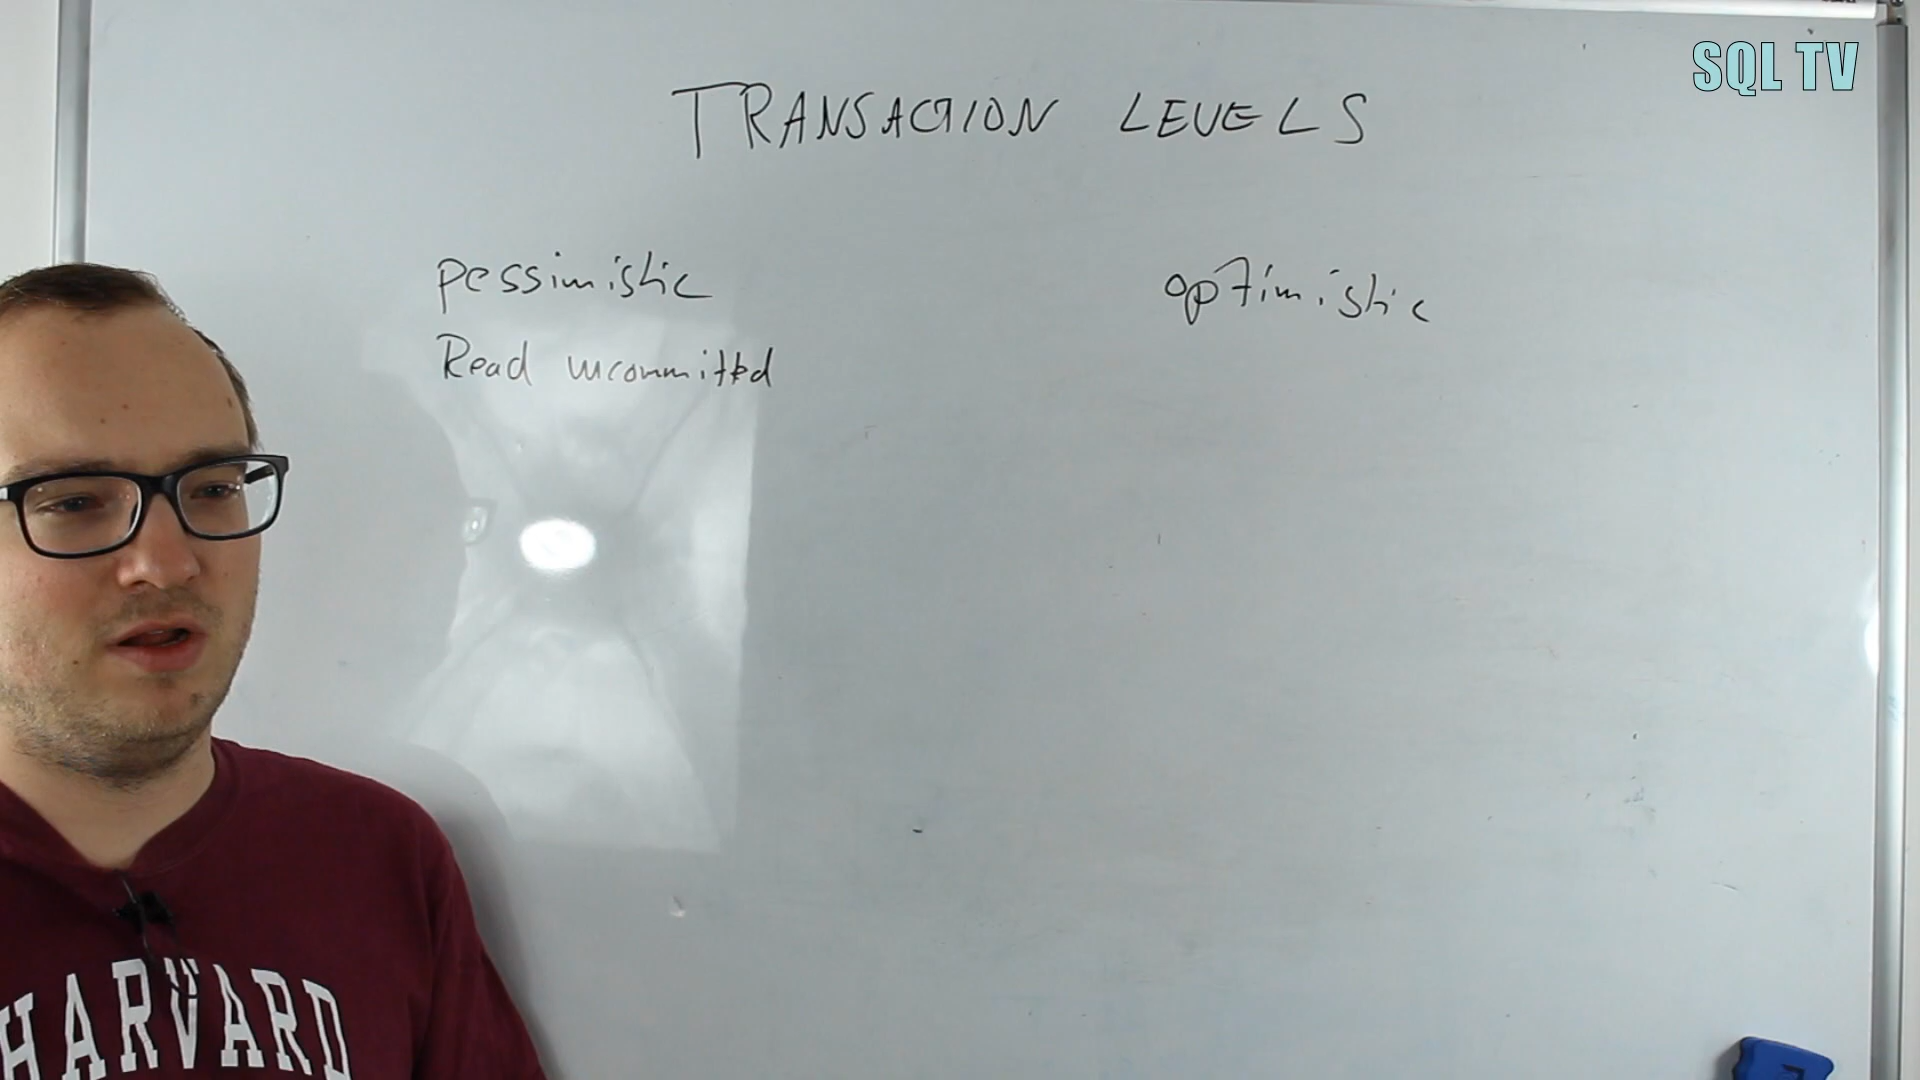 SQL TV
TRANSACTION LEVELS
pessimistic
optimistic
Read uncommitted
HARVARD